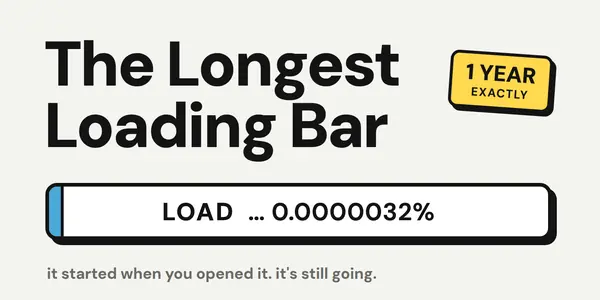 The Longest
Loading Bar
1 YEAR
EXACTLY
LOAD ... 0.0000032%
it started when you opened it. it's still going.